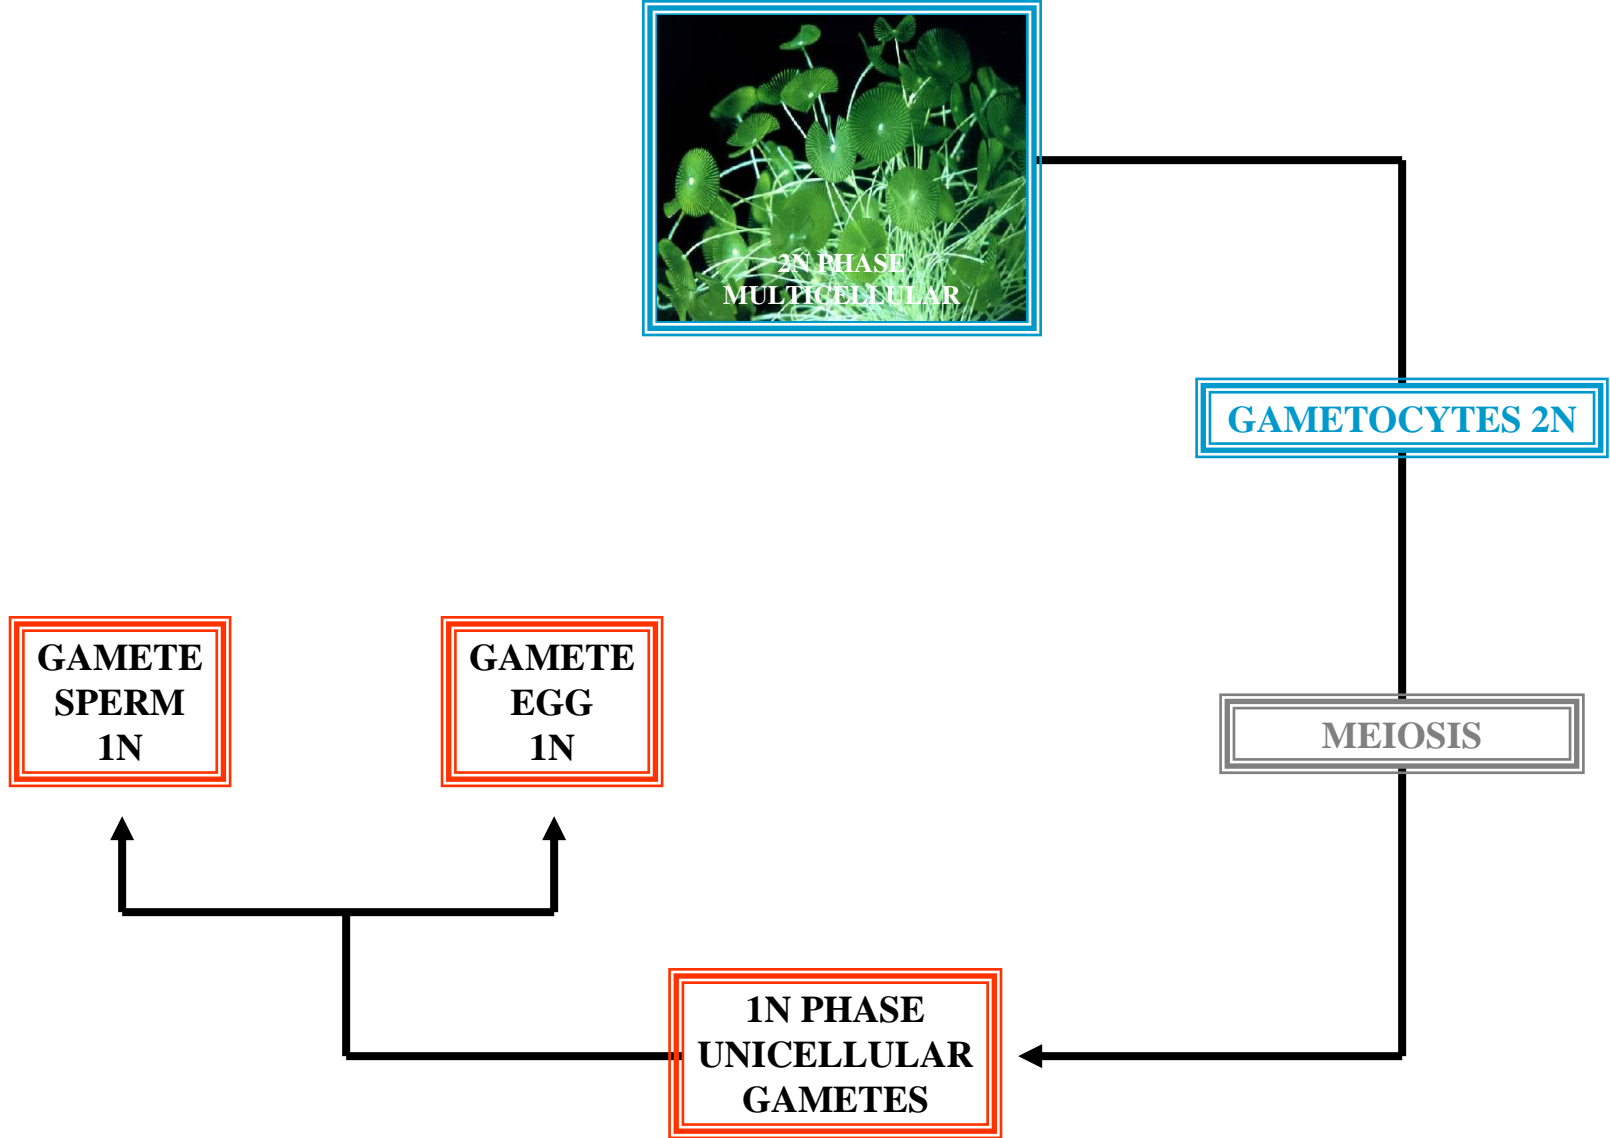 2N PHASE
MULTICELLULAR
GAMETOCYTES 2N
GAMETE
SPERM
1N
GAMETE
EGG
1N
MEIOSIS
1N PHASE
UNICELLULAR
GAMETES